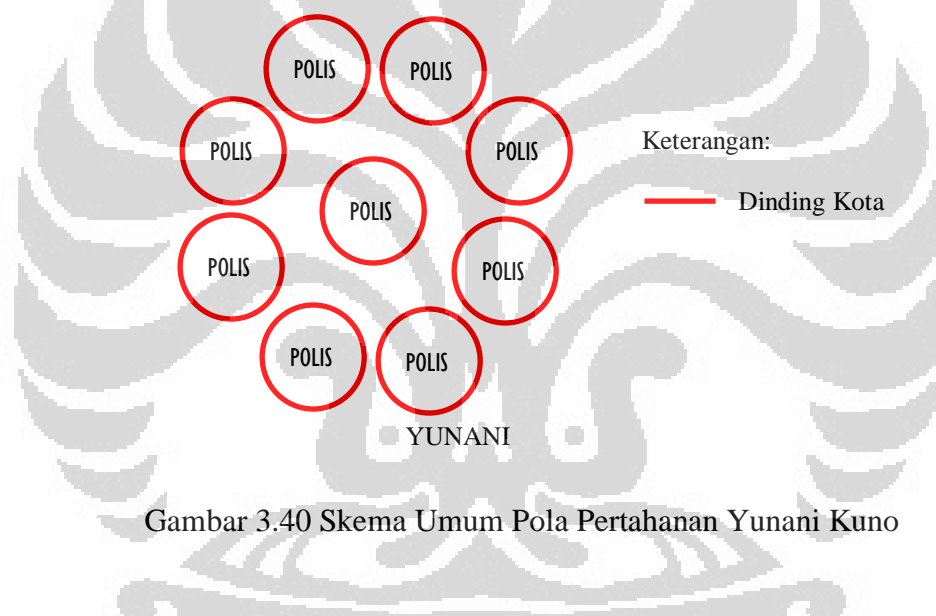 POLIS
POLIS
POLIS
POLIS
POLIS
POLIS
POLIS
POLIS
POLIS
Keterangan:
Dinding Kota
YUNANI
Gambar 3.40 Skema Umum Pola Pertahanan Yunani Kuno